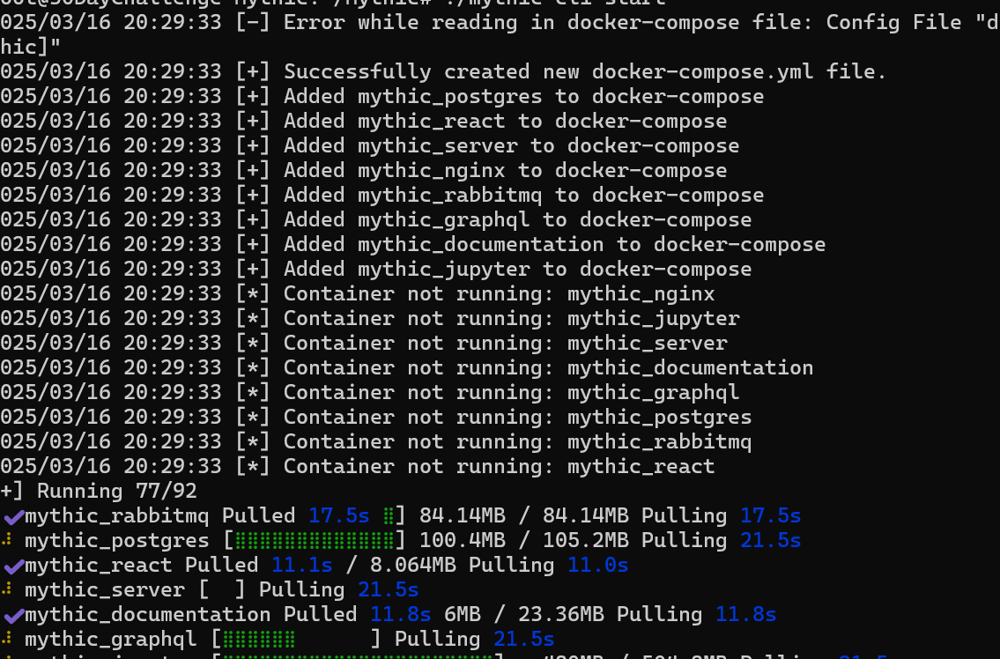 025/03/16 20:29:33 [-] Error while reading in docker-compose file: Config File "d
hic]"
025/03/16 20:29:33 [+] Successfully created new docker-compose.yml file.
025/03/16 20:29:33 [+] Added mythic_postgres to docker-compose
025/03/16 20:29:33 [+] Added mythic_react to docker-compose
025/03/16 20:29:33 [+] Added mythic_server to docker-compose
025/03/16 20:29:33 [+] Added mythic_nginx to docker-compose
025/03/16 20:29:33 [+] Added mythic_rabbitmq to docker-compose
025/03/16 20:29:33 [+] Added mythic_graphql to docker-compose
025/03/16 20:29:33 [+] Added mythic_documentation to docker-compose
025/03/16 20:29:33 [+] Added mythic_jupyter to docker-compose
025/03/16 20:29:33 [*] Container not running: mythic_nginx
025/03/16 20:29:33 [*] Container not running: mythic_jupyter
025/03/16 20:29:33 [*] Container not running: mythic_server
025/03/16 20:29:33 [*] Container not running: mythic_documentation
025/03/16 20:29:33 [*] Container not running: mythic_graphql
025/03/16 20:29:33 [*] Container not running: mythic_postgres
025/03/16 20:29:33 [*] Container not running: mythic_rabbitmq
025/03/16 20:29:33 [*] Container not running: mythic_react
+] Running 77/92
✔mythic_rabbitmq Pulled 17.5s ⣿] 84.14MB / 84.14MB Pulling 17.5s
⠼ mythic_postgres [⣿⣿⣿⣿⣿⣿⣿⣿⣿⣿⣿⣿⣿] 100.4MB / 105.2MB Pulling 21.5s
✔mythic_react Pulled 11.1s / 8.064MB Pulling 11.0s
⠼ mythic_server [  ] Pulling 21.5s
✔mythic_documentation Pulled 11.8s 6MB / 23.36MB Pulling 11.8s
⠼ mythic_graphql [⣿⣿⣿⣿⣿⣿      ] Pulling 21.5s